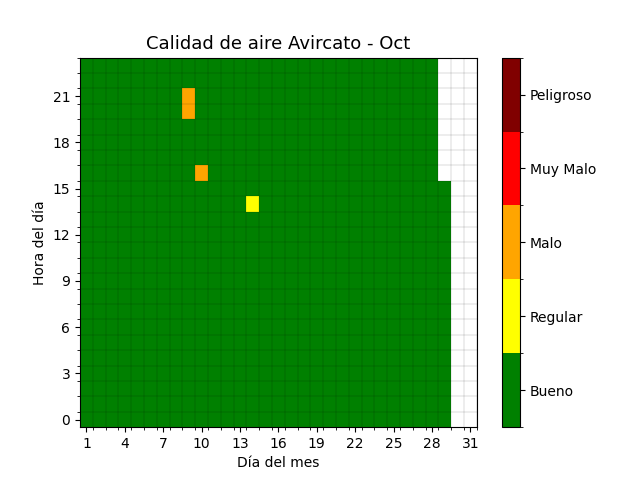 Calidad de aire Avircato - Oct
21
18
15
12
9
6
3
0
Hora del día
1 4 7 10 13 16 19 22 25 28 31
Día del mes
Peligroso
Muy Malo
Malo
Regular
Bueno